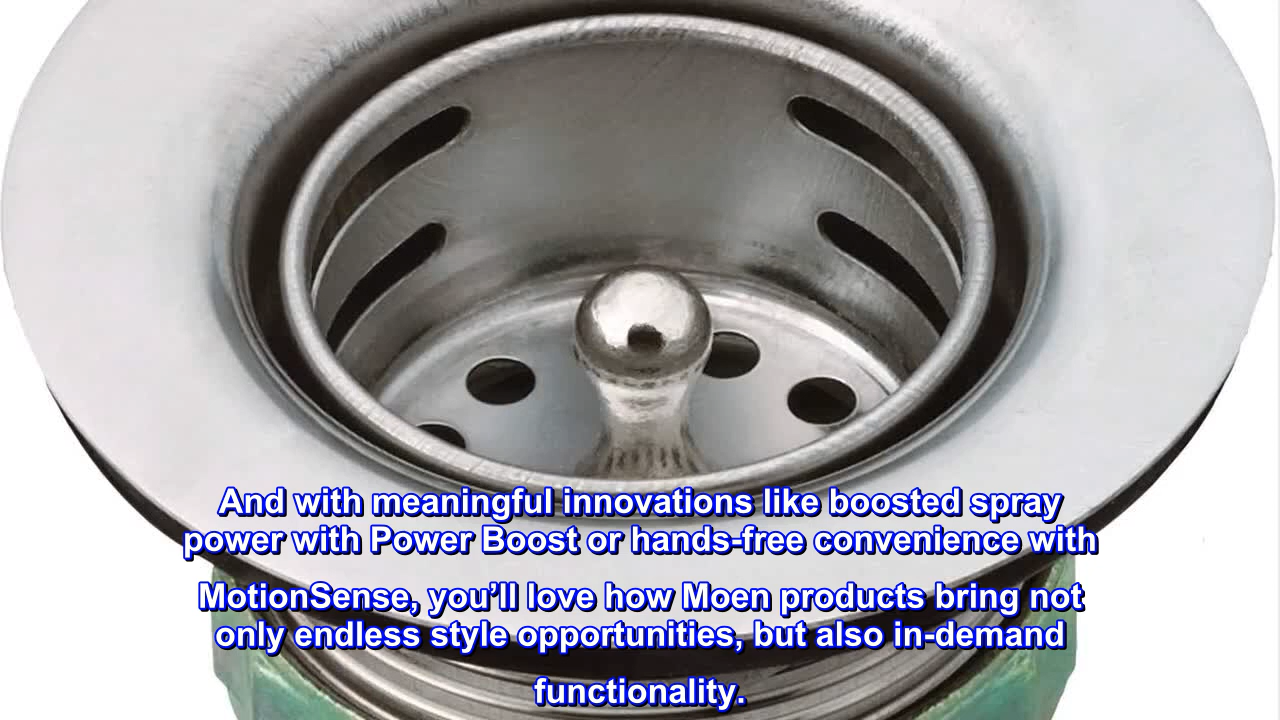 And with meaningful innovations like boosted spray
power with Power Boost or hands-free convenience with
MotionSense, you’ll love how Moen products bring not
only endless style opportunities, but also in-demand
functionality.